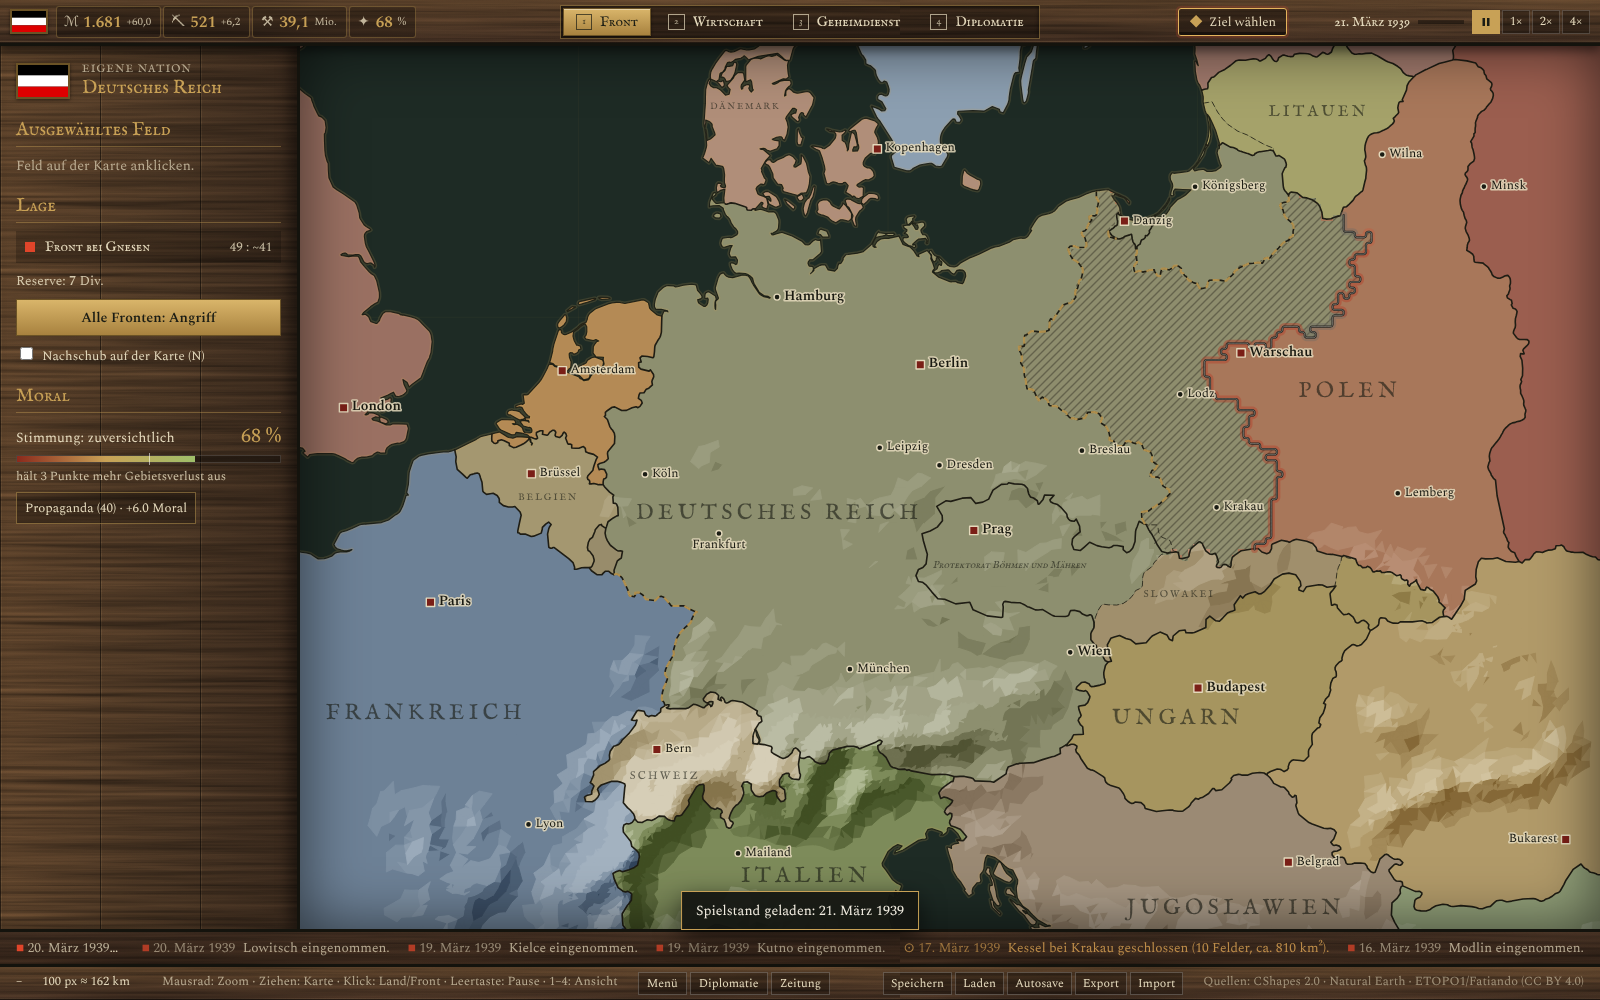 ℳ 1.681 +60,0
521 +6,2
39,1 Mio.
68 %
1 Front
2 Wirtschaft
3 Geheimdienst
4 Diplomatie
Ziel wählen
21. März 1939
1× 2× 4×
EIGENE NATION
Deutsches Reich
Ausgewähltes Feld
Feld auf der Karte anklicken.
Lage
Front bei Gnesen 49 : ~41
Reserve: 7 Div.
Alle Fronten: Angriff
Nachschub auf der Karte (N)
Moral
Stimmung: zuversichtlich 68 %
hält 3 Punkte mehr Gebietsverlust aus
Propaganda (40) · +6.0 Moral
DÄNEMARK
LITAUEN
Kopenhagen
Wilna
Königsberg
Minsk
Danzig
Hamburg
Warschau
Berlin
Amsterdam
POLEN
Lodz
London
Leipzig
Breslau
Dresden
Köln
Brüssel
BELGIEN
Lemberg
Krakau
DEUTSCHES REICH
Prag
Frankfurt
Protektorat Böhmen und Mähren
SLOWAKEI
Paris
Wien
München
Budapest
FRANKREICH
UNGARN
Bern
SCHWEIZ
Lyon
Bukarest
Mailand
Belgrad
ITALIEN
JUGOSLAWIEN
Spielstand geladen: 21. März 1939
20. März 1939…
20. März 1939 Lowitsch eingenommen.
19. März 1939 Kielce eingenommen.
19. März 1939 Kutno eingenommen.
17. März 1939 Kessel bei Krakau geschlossen (10 Felder, ca. 810 km²).
16. März 1939 Modlin eingenommen.
– 100 px ≈ 162 km
Mausrad: Zoom · Ziehen: Karte · Klick: Land/Front · Leertaste: Pause · 1–4: Ansicht
Menü Diplomatie Zeitung
Speichern Laden Autosave Export Import
Quellen: CShapes 2.0 · Natural Earth · ETOPO1/Fatiando (CC BY 4.0)